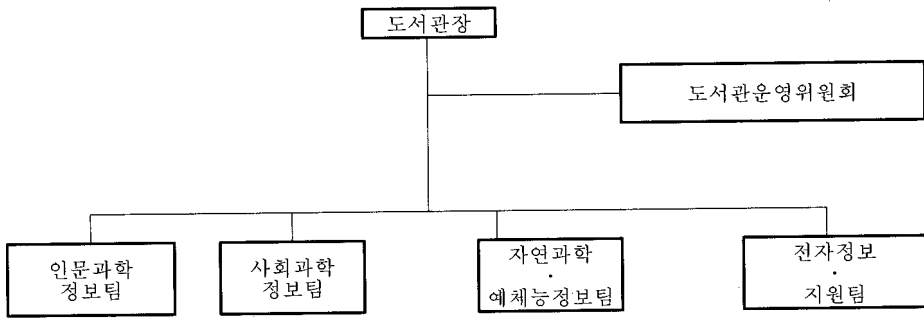 도서관장
도서관운영위원회
인문과학
정보팀
사회과학
정보팀
자연과학
·
예체능정보팀
전자정보
·
지원팀